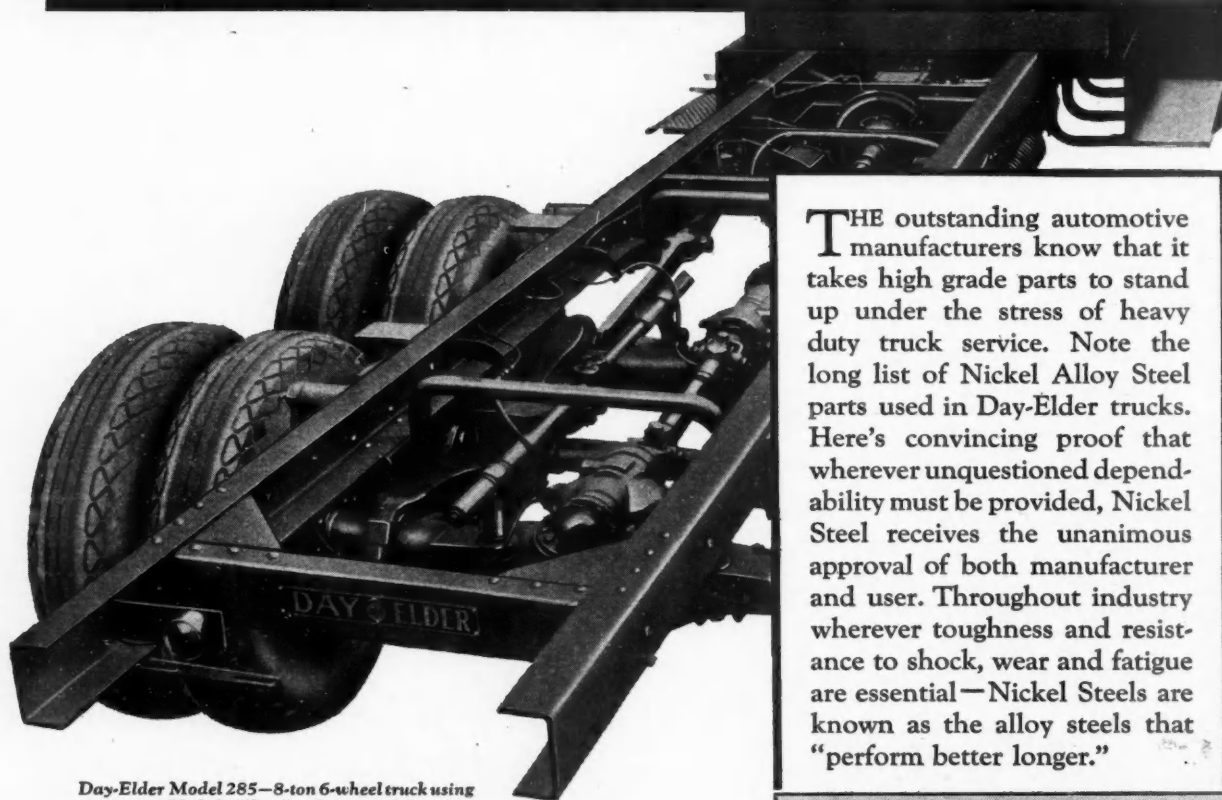 DAY ELDER
THE outstanding automotive
manufacturers know that it
takes high grade parts to stand
up under the stress of heavy
duty truck service. Note the
long list of Nickel Alloy Steel
parts used in Day-Elder trucks.
Here's convincing proof that
wherever unquestioned depend-
ability must be provided, Nickel
Steel receives the unanimous
approval of both manufacturer
and user. Throughout industry
wherever toughness and resist-
ance to shock, wear and fatigue
are essential—Nickel Steels are
known as the alloy steels that
"perform better longer."
Day-Elder Model 285—8-ton 6-wheel truck using